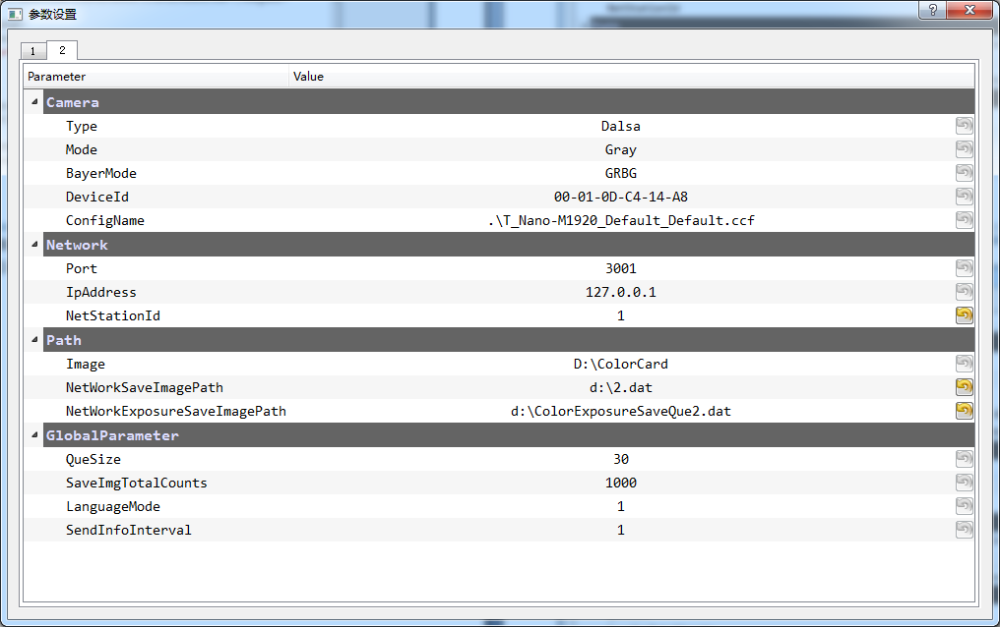 参数设置
1 2
Parameter Value
Camera
Type Dalsa
Mode Gray
BayerMode GRBG
DeviceId 00-01-0D-C4-14-A8
ConfigName .\T_Nano-M1920_Default_Default.ccf
Network
Port 3001
IpAddress 127.0.0.1
NetStationId 1
Path
Image D:\ColorCard
NetWorkSaveImagePath d:\2.dat
NetWorkExposureSaveImagePath d:\ColorExposureSaveQue2.dat
GlobalParameter
QueSize 30
SaveImgTotalCounts 1000
LanguageMode 1
SendInfoInterval 1